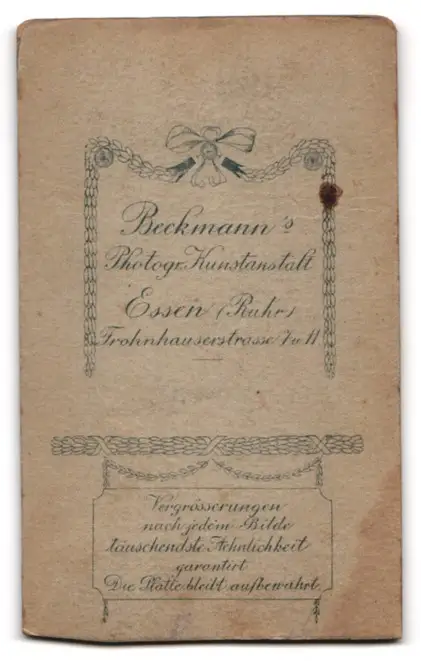 Beckmann's
Photogr. Kunstanstalt
Essen (Ruhr)
Frohnhauserstrasse 7 u 11
Vergrösserungen
nach jedem Bilde
täuschendste Aehnlichkeit
garantirt
Die Platte bleibt aufbewahrt.